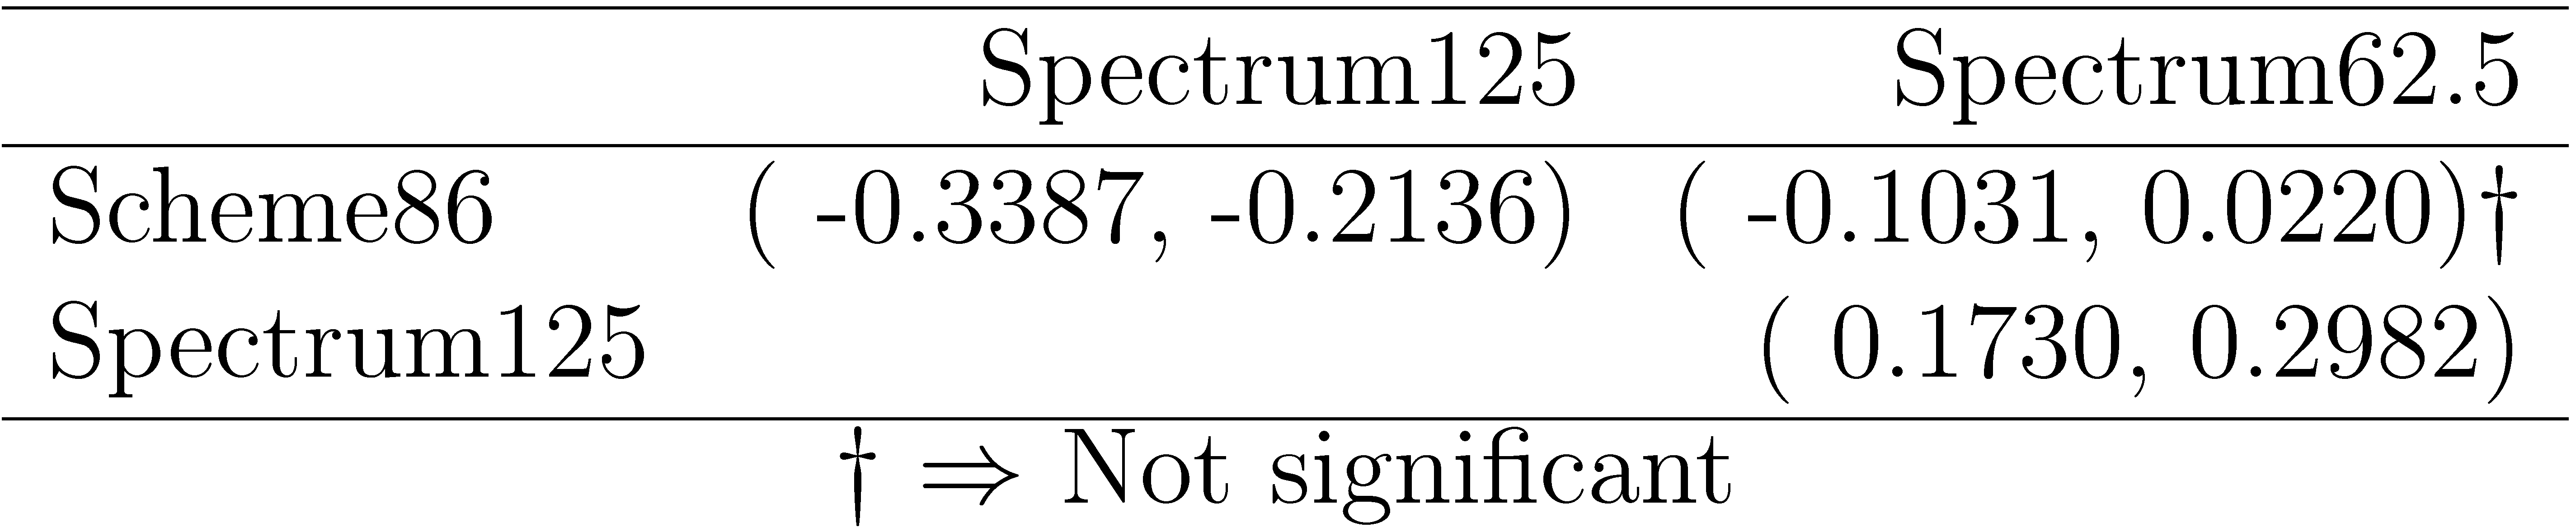 Spectrum125 Spectrum62.5
Scheme86 ( -0.3387, -0.2136) ( -0.1031, 0.0220)†
Spectrum125 ( 0.1730, 0.2982)
† ⇒ Not significant